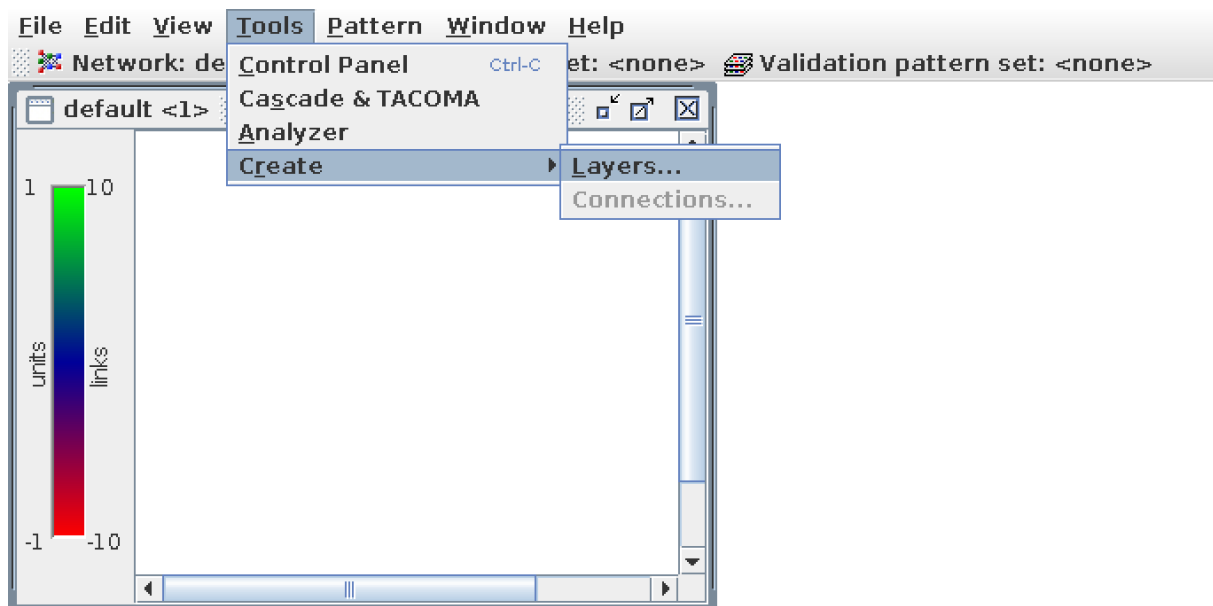 File Edit View Tools Pattern Window Help
Network: de
et: <none> Validation pattern set: <none>
Control Panel Ctrl-C
Cascade & TACOMA
Analyzer
Create
Layers...
Connections...
default <1>
1 10
units
links
-1 -10